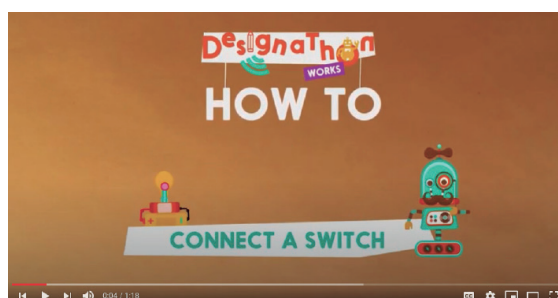 Designathon
WORKS
HOW TO
CONNECT A SWITCH
0:04 / 1:18